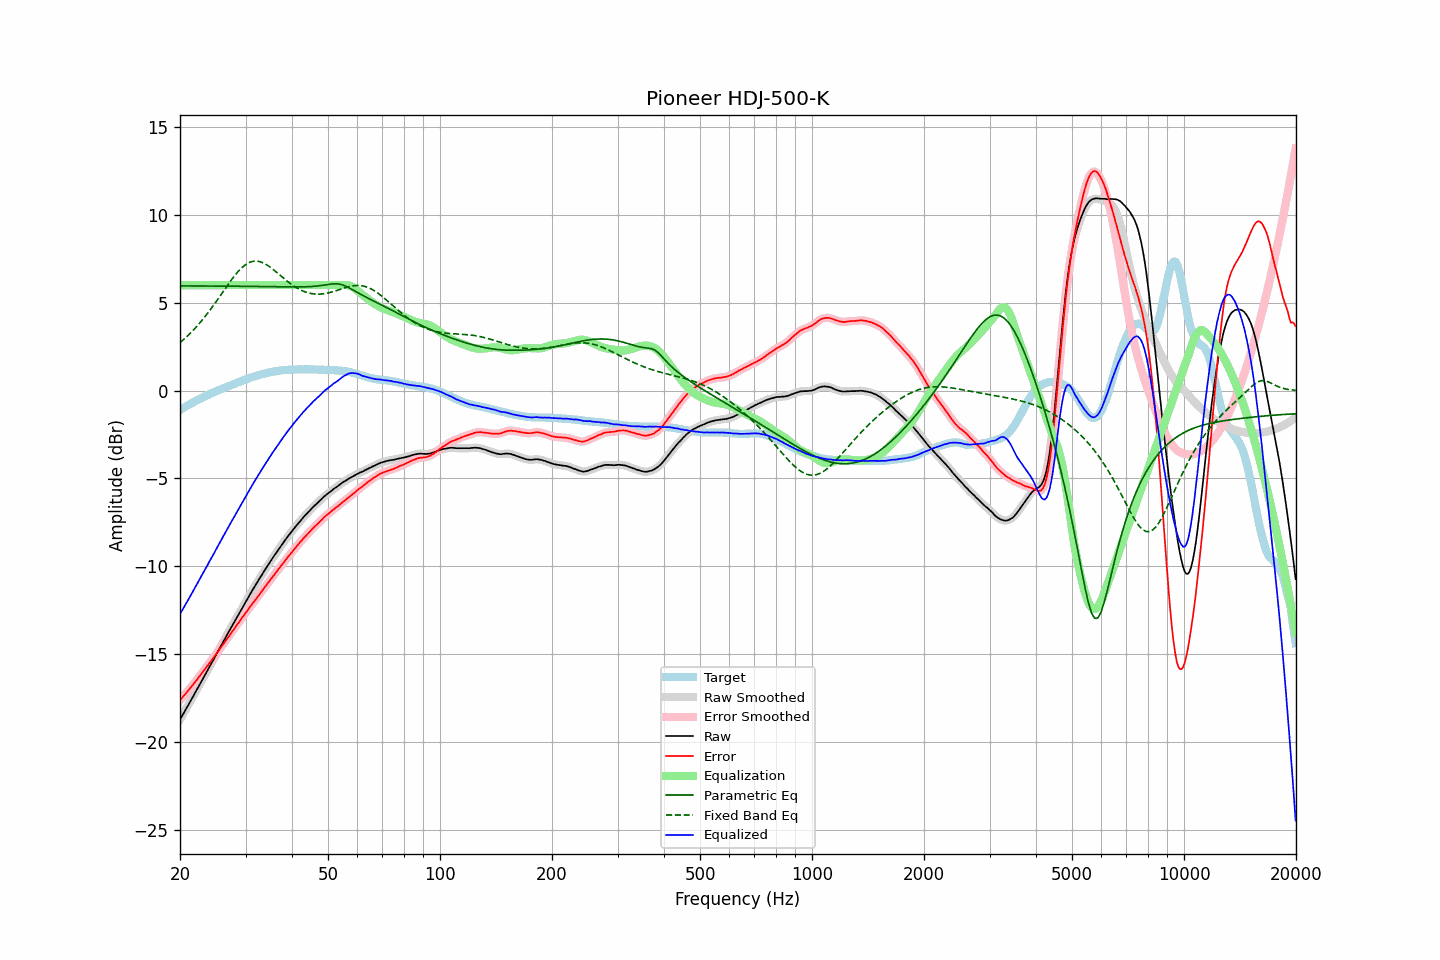 Pioneer HDJ-500-K
Amplitude (dBr)
15
10
5
0
−5
−10
−15
−20
−25
Target
Raw Smoothed
Error Smoothed
Raw
Error
Equalization
Parametric Eq
Fixed Band Eq
Equalized
20 50 100 200 500 1000 2000 5000 10000 20000
Frequency (Hz)